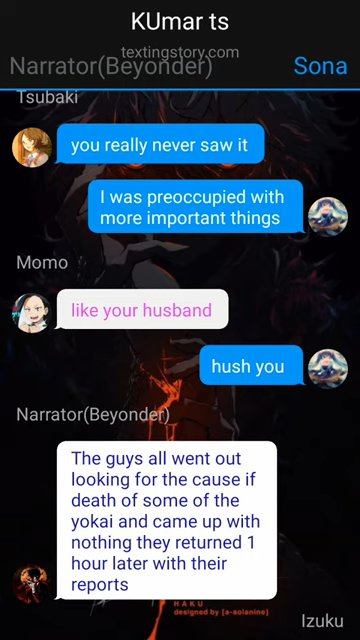 KUmar ts
textingstory.com
Narrator(Beyonder)
Sona
Tsubaki
you really never saw it
I was preoccupied with
more important things
Momo
like your husband
hush you
Narrator(Beyonder)
The guys all went out
looking for the cause if
death of some of the
yokai and came up with
nothing they returned 1
hour later with their
reports
HAKU
designed by [a-solanine]
Izuku